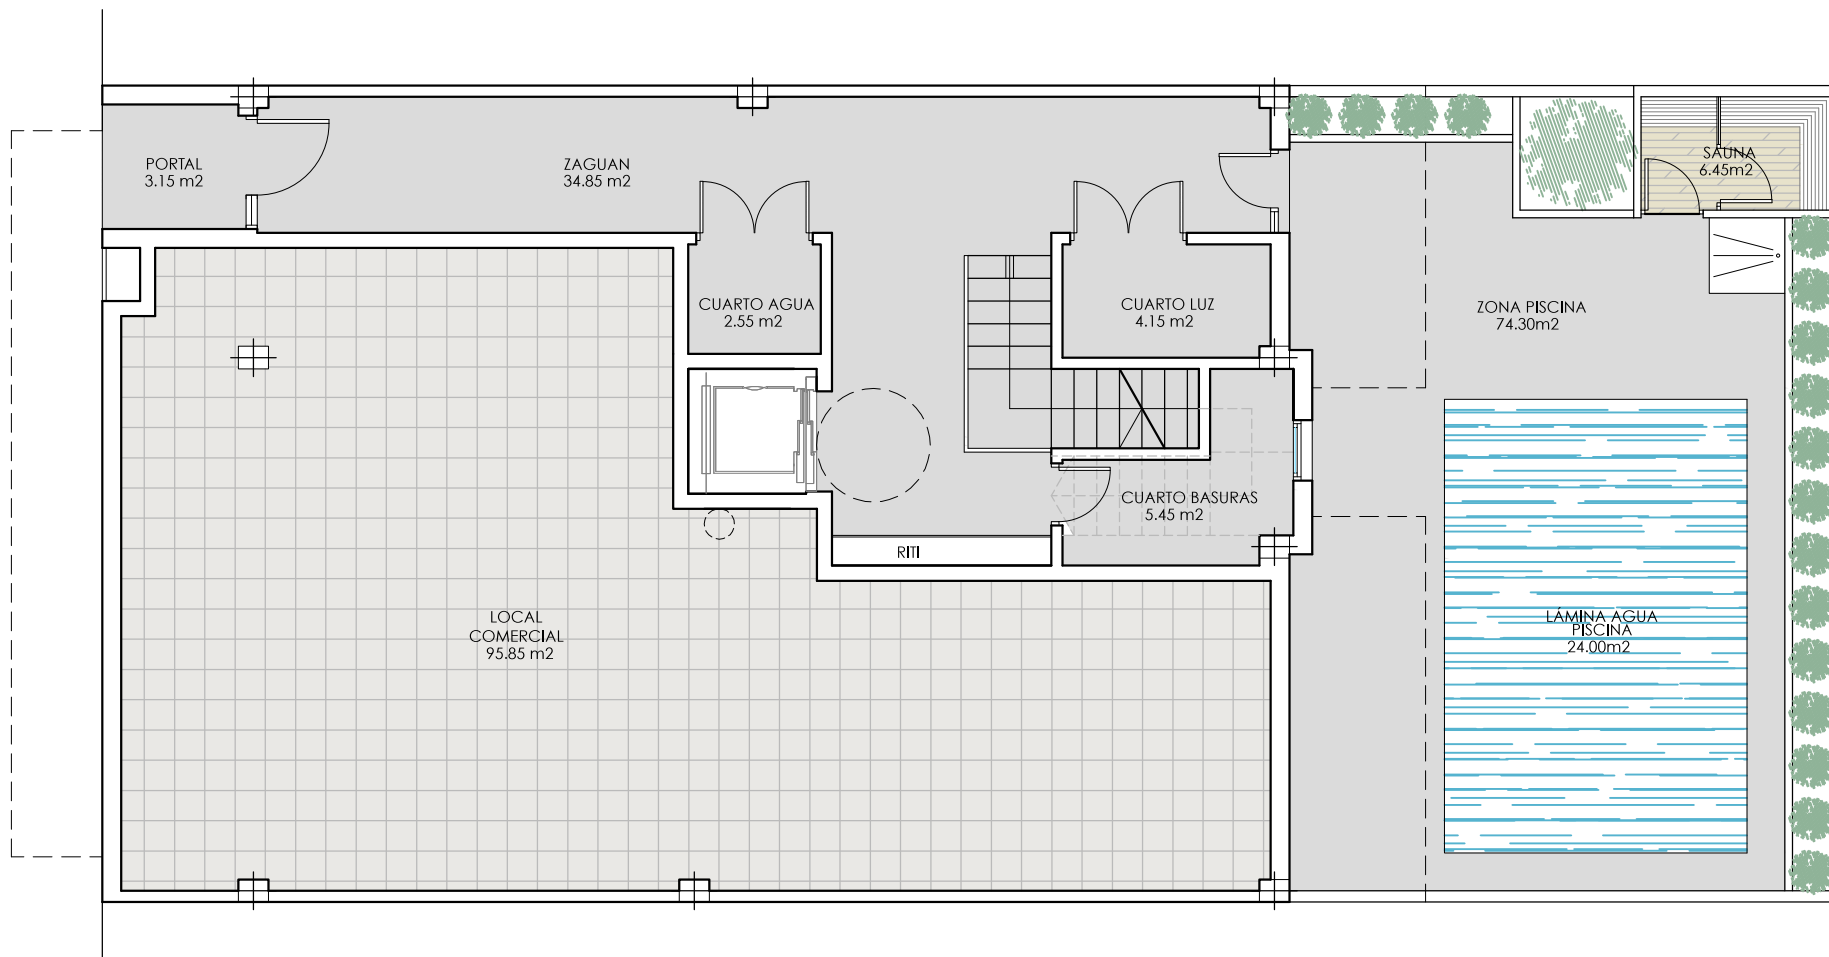 PORTAL
3.15 m2
ZAGUAN
34.85 m2
SAUNA
6.45m2
CUARTO AGUA
2.55 m2
CUARTO LUZ
4.15 m2
ZONA PISCINA
74.30m2
CUARTO BASURAS
5.45 m2
RITI
LOCAL
COMERCIAL
95.85 m2
LÁMINA AGUA
PISCINA
24.00m2